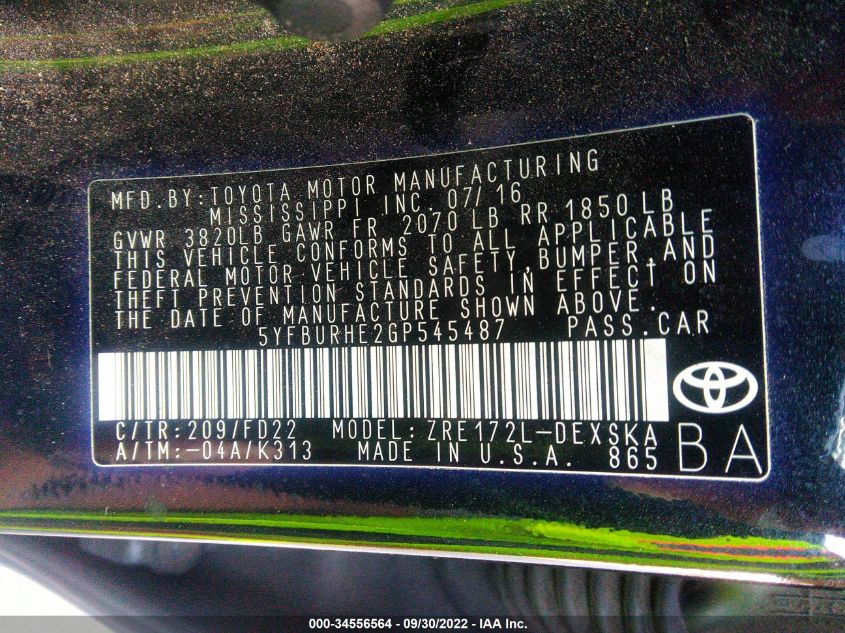 MFD.BY:TOYOTA MOTOR MANUFACTURING
MISSISSIPPI INC. 07/16
GVWR 3820LB GAWR FR 2070 LB RR 1850 LB
THIS VEHICLE CONFORMS TO ALL APPLICABLE
FEDERAL MOTOR VEHICLE SAFETY,BUMPER,AND
THEFT PREVENTION STANDARDS IN EFFECT ON
THE DATE OF MANUFACTURE SHOWN ABOVE.
5YFBURHE2GP545487 PASS.CAR
C/TR:209/FD22 MODEL: ZRE172L-DEXSKA
A/TM:-04A/K313 MADE IN U.S.A. 865
BA
000-34556564 - 09/30/2022 - IAA Inc.